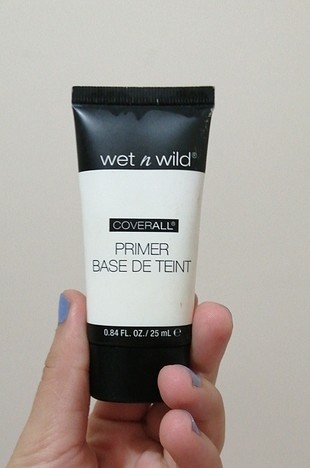 wet n wild®
COVERALL®
PRIMER
BASE DE TEINT
0.84 FL. OZ./ 25 mL ℮